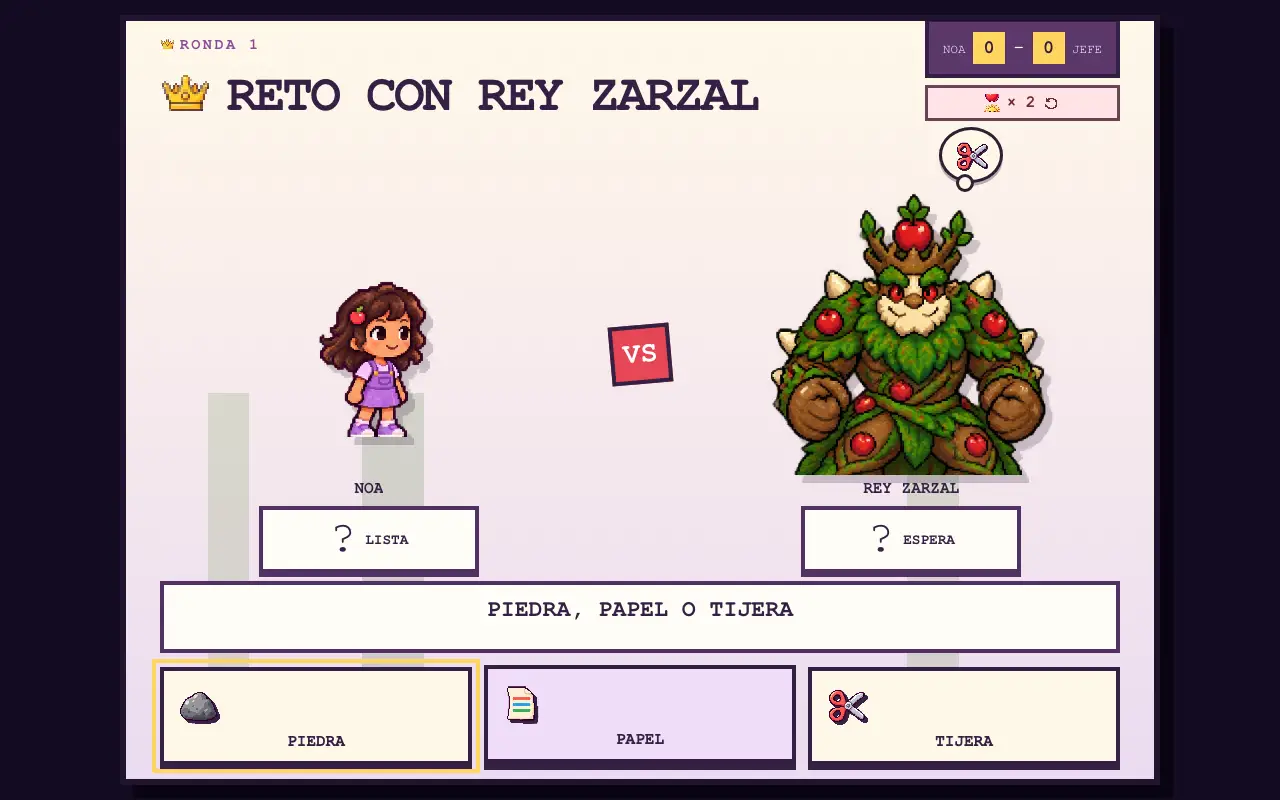 RONDA 1
RETO CON REY ZARZAL
NOA 0 – 0 JEFE
× 2
VS
NOA
REY ZARZAL
? LISTA
? ESPERA
PIEDRA, PAPEL O TIJERA
PIEDRA
PAPEL
TIJERA